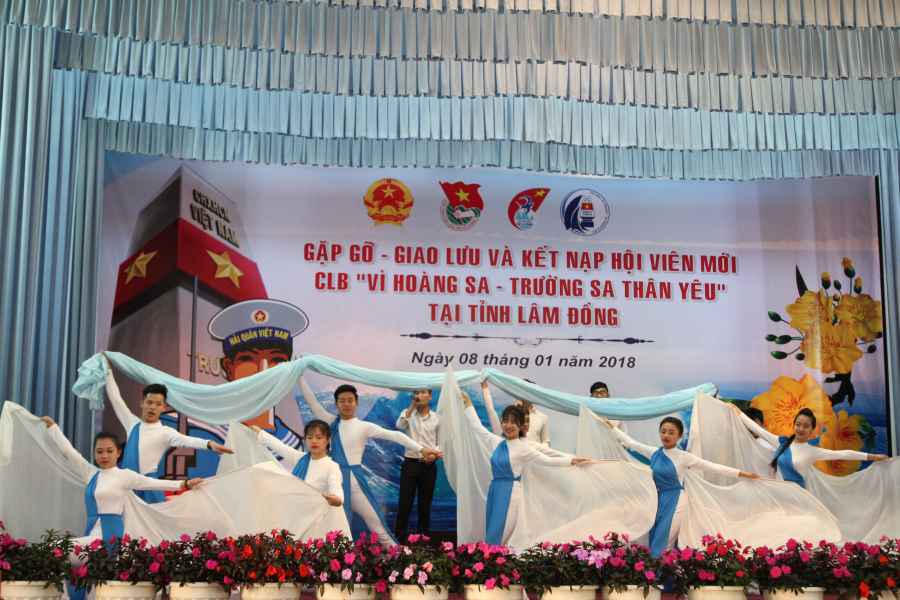 CHXHCN
VIỆT NAM
GẶP GỠ - GIAO LƯU VÀ KẾT NẠP HỘI VIÊN MỚI
CLB "VÌ HOÀNG SA - TRƯỜNG SA THÂN YÊU"
TẠI TỈNH LÂM ĐỒNG
Ngày 08 tháng 01 năm 2018
HẢI QUÂN VIỆT NAM